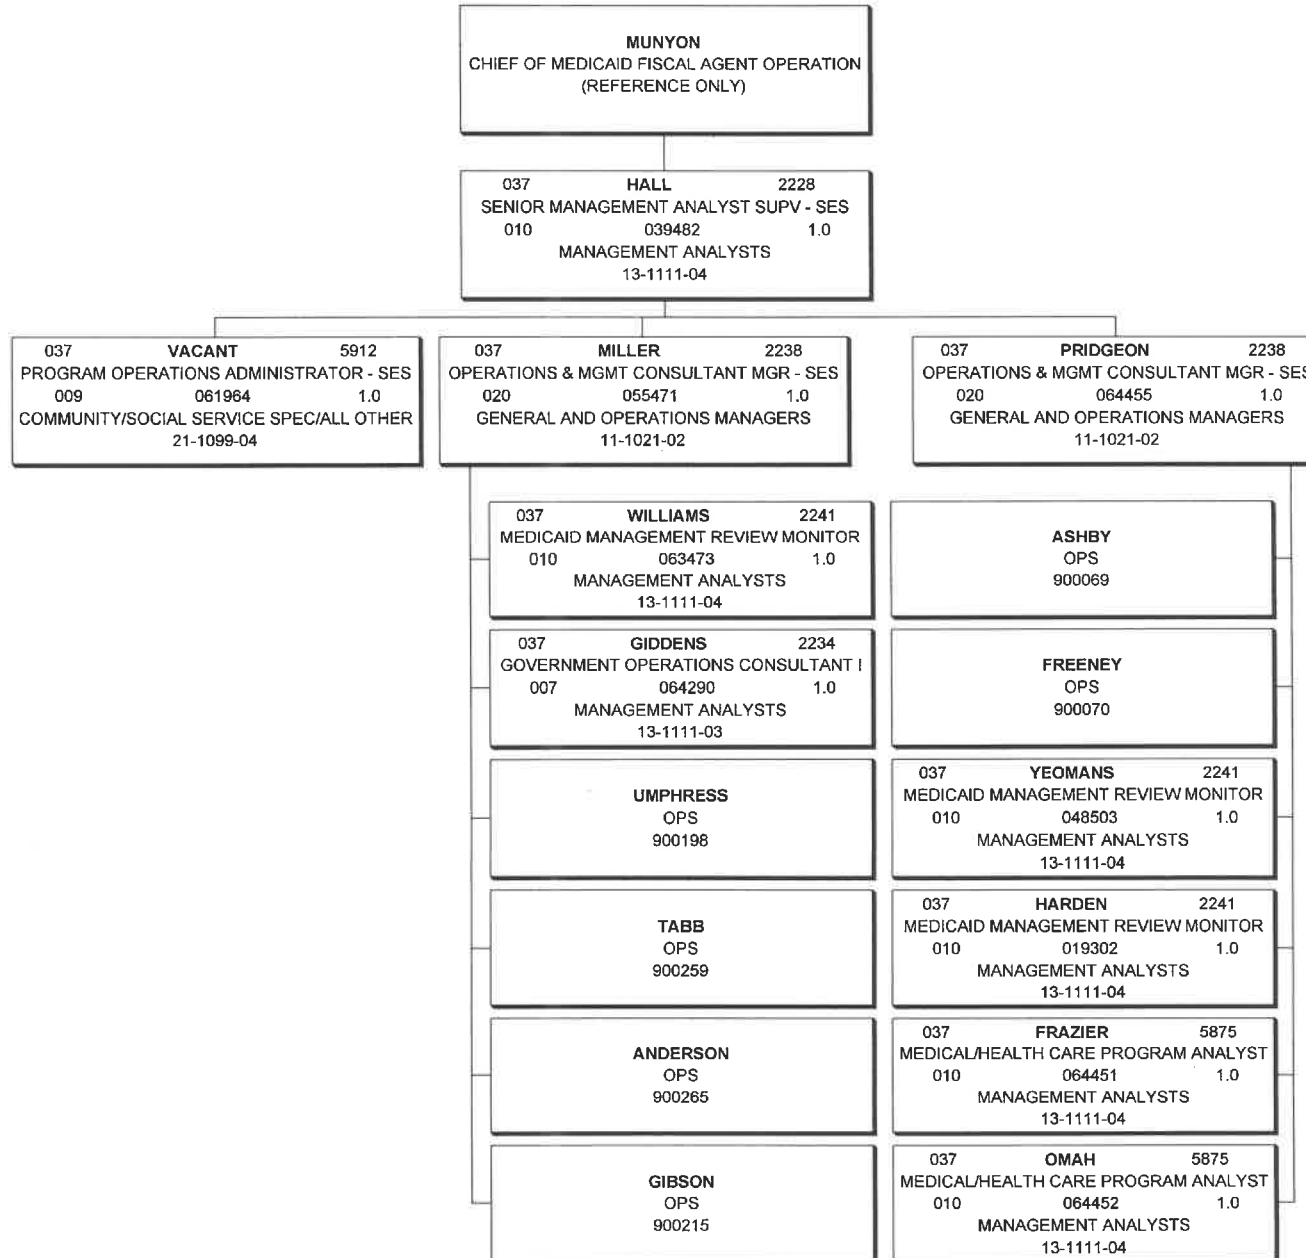 MUNYON
CHIEF OF MEDICAID FISCAL AGENT OPERATION
(REFERENCE ONLY)
037 HALL 2228
SENIOR MANAGEMENT ANALYST SUPV - SES
010 039482 1.0
MANAGEMENT ANALYSTS
13-1111-04
037 VACANT 5912
PROGRAM OPERATIONS ADMINISTRATOR - SES
009 061964 1.0
COMMUNITY/SOCIAL SERVICE SPEC/ALL OTHER
21-1099-04
037 MILLER 2238
OPERATIONS & MGMT CONSULTANT MGR - SES
020 055471 1.0
GENERAL AND OPERATIONS MANAGERS
11-1021-02
037 PRIDGEON 2238
OPERATIONS & MGMT CONSULTANT MGR - SES
020 064455 1.0
GENERAL AND OPERATIONS MANAGERS
11-1021-02
037 WILLIAMS 2241
MEDICAID MANAGEMENT REVIEW MONITOR
010 063473 1.0
MANAGEMENT ANALYSTS
13-1111-04
037 GIDDENS 2234
GOVERNMENT OPERATIONS CONSULTANT I
007 064290 1.0
MANAGEMENT ANALYSTS
13-1111-03
UMPHRESS
OPS
900198
TABB
OPS
900259
ANDERSON
OPS
900265
GIBSON
OPS
900215
ASHBY
OPS
900069
FREENEY
OPS
900070
037 YEOMANS 2241
MEDICAID MANAGEMENT REVIEW MONITOR
010 048503 1.0
MANAGEMENT ANALYSTS
13-1111-04
037 HARDEN 2241
MEDICAID MANAGEMENT REVIEW MONITOR
010 019302 1.0
MANAGEMENT ANALYSTS
13-1111-04
037 FRAZIER 5875
MEDICAL/HEALTH CARE PROGRAM ANALYST
010 064451 1.0
MANAGEMENT ANALYSTS
13-1111-04
037 OMAH 5875
MEDICAL/HEALTH CARE PROGRAM ANALYST
010 064452 1.0
MANAGEMENT ANALYSTS
13-1111-04